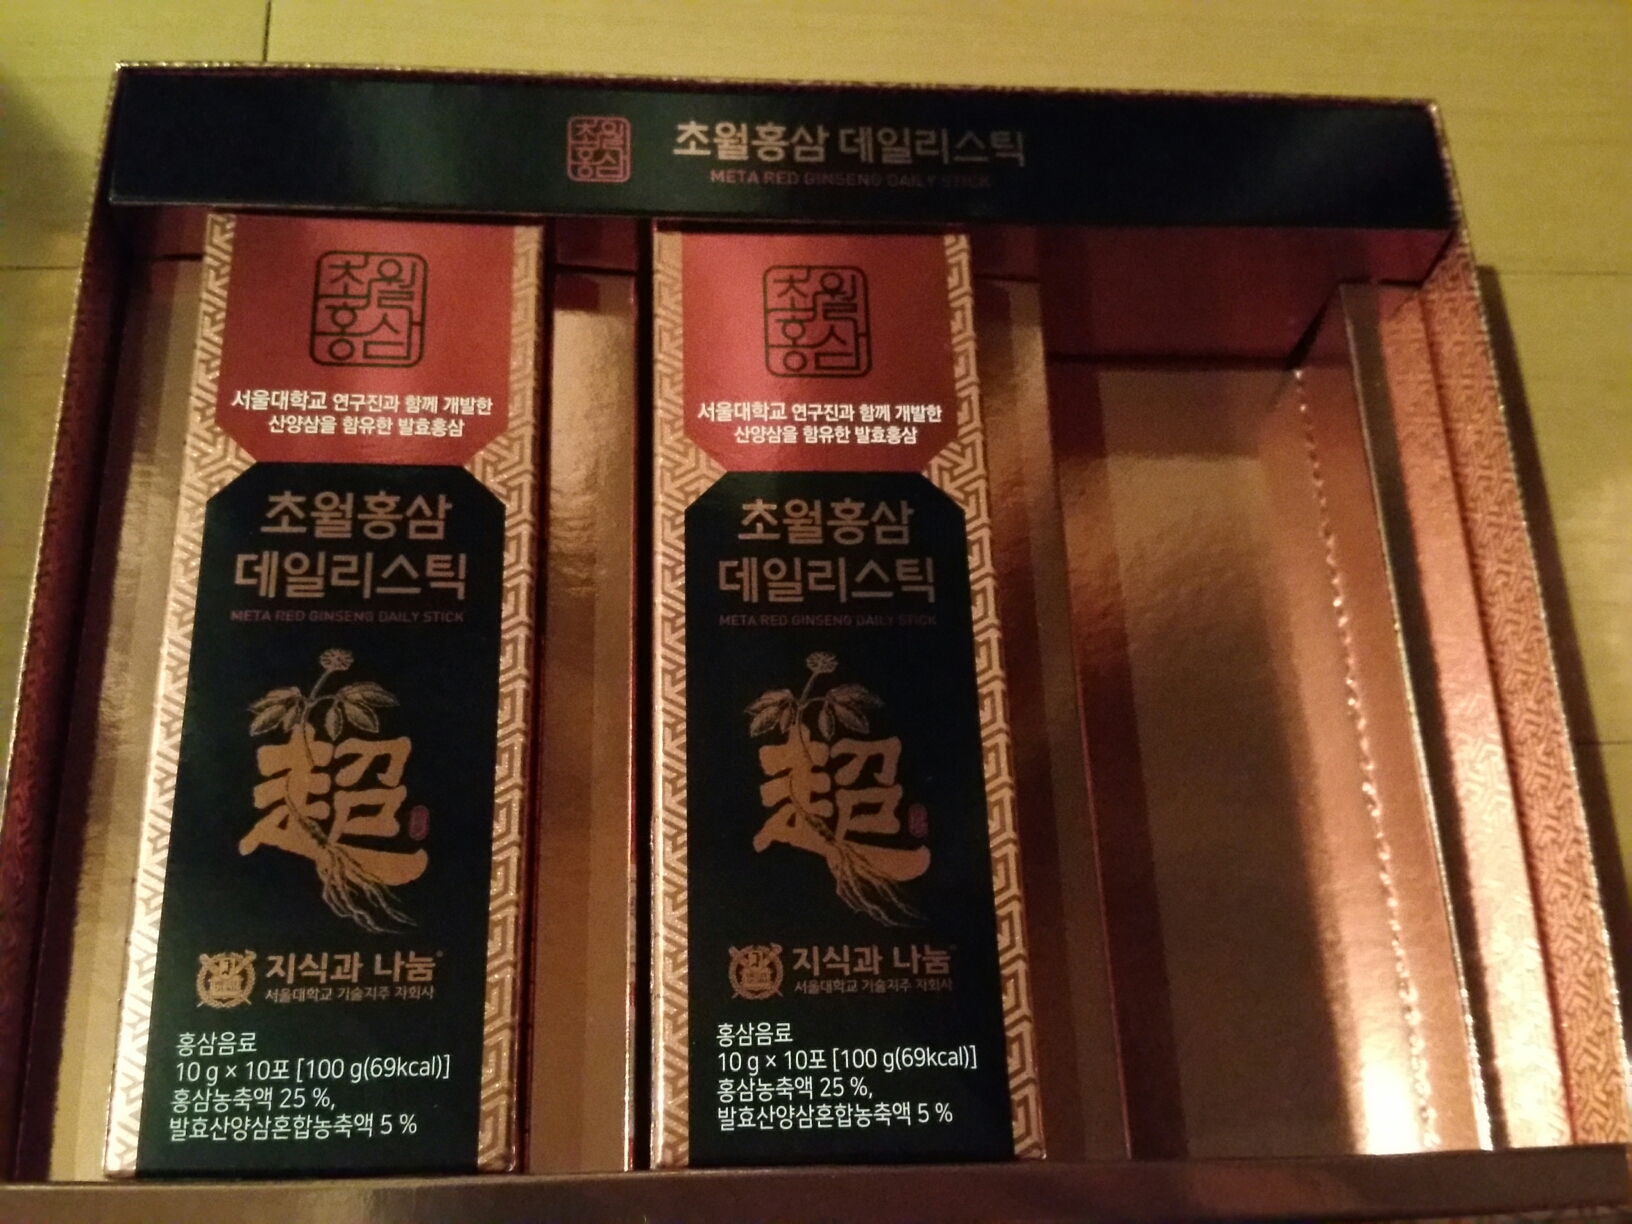 초월
홍삼
초월홍삼 데일리스틱
META RED GINSENG DAILY STICK
초월
홍삼
서울대학교 연구진과 함께 개발한
산양삼을 함유한 발효홍삼
초월홍삼
데일리스틱
META RED GINSENG DAILY STICK
超
지식과 나눔
서울대학교 기술지주 자회사
홍삼음료
10 g × 10포 [100 g(69kcal)]
홍삼농축액 25 %,
발효산양삼혼합농축액 5 %
초월
홍삼
서울대학교 연구진과 함께 개발한
산양삼을 함유한 발효홍삼
초월홍삼
데일리스틱
META RED GINSENG DAILY STICK
超
지식과 나눔
서울대학교 기술지주 자회사
홍삼음료
10 g × 10포 [100 g(69kcal)]
홍삼농축액 25 %,
발효산양삼혼합농축액 5 %